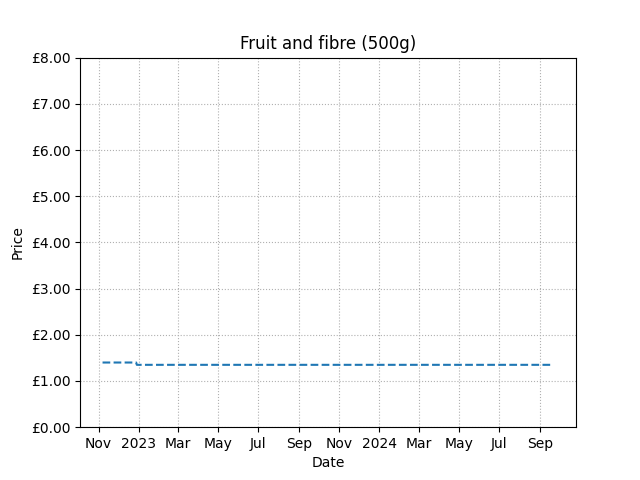 Fruit and fibre (500g)
£8.00
£7.00
£6.00
£5.00
£4.00
£3.00
£2.00
£1.00
£0.00
Price
Nov 2023 Mar May Jul Sep Nov 2024 Mar May Jul Sep
Date